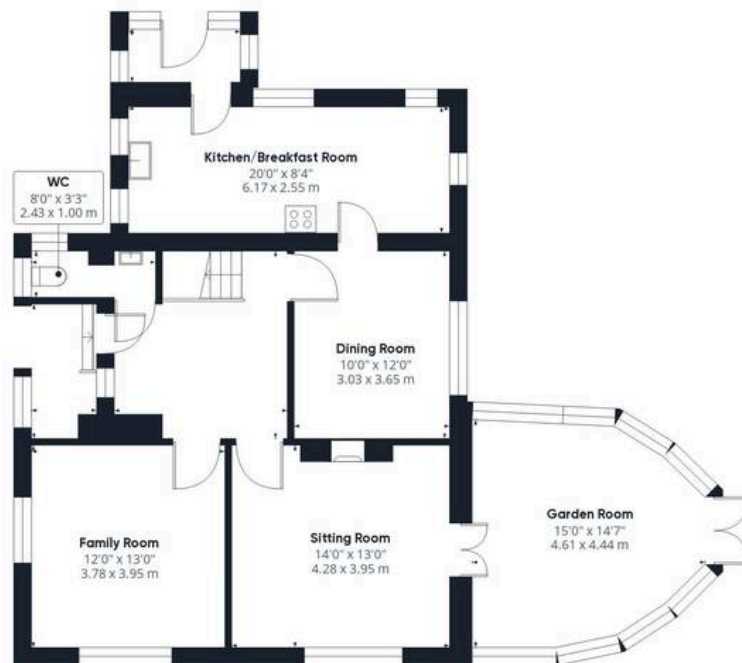 Kitchen/Breakfast Room
20'0" x 8'4"
6.17 x 2.55 m
WC
8'0" x 3'3"
2.43 x 1.00 m
Dining Room
10'0" x 12'0"
3.03 x 3.65 m
Family Room
12'0" x 13'0"
3.78 x 3.95 m
Sitting Room
14'0" x 13'0"
4.28 x 3.95 m
Garden Room
15'0" x 14'7"
4.61 x 4.44 m